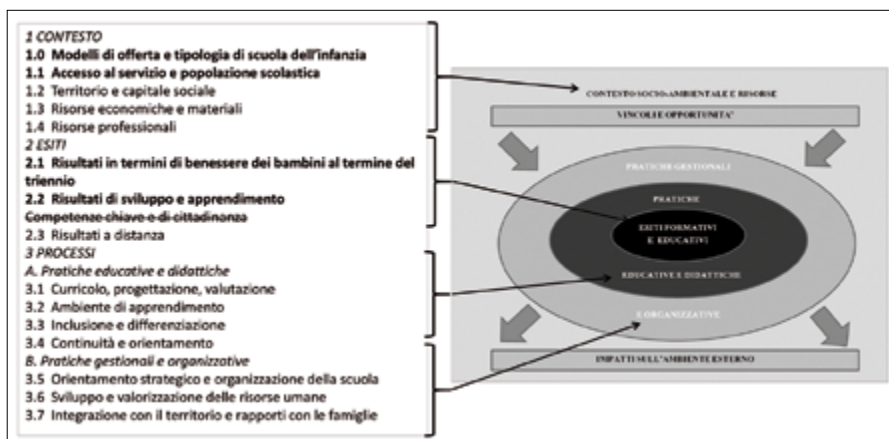 1 CONTESTO
1.0 Modelli di offerta e tipologia di scuola dell'infanzia
1.1 Accesso al servizio e popolazione scolastica
1.2 Territorio e capitale sociale
1.3 Risorse economiche e materiali
1.4 Risorse professionali
2 ESITI
2.1 Risultati in termini di benessere dei bambini al termine del
triennio
2.2 Risultati di sviluppo e apprendimento
Competenze chiave e di cittadinanza
2.3 Risultati a distanza
3 PROCESSI
A. Pratiche educative e didattiche
3.1 Curricolo, progettazione, valutazione
3.2 Ambiente di apprendimento
3.3 Inclusione e differenziazione
3.4 Continuità e orientamento
B. Pratiche gestionali e organizzative
3.5 Orientamento strategico e organizzazione della scuola
3.6 Sviluppo e valorizzazione delle risorse umane
3.7 Integrazione con il territorio e rapporti con le famiglie
CONTESTO SOCIO-AMBIENTALE E RISORSE
VINCOLI E OPPORTUNITA'
PRATICHE GESTIONALI
PRATICHE
ESITI FORMATIVI
E EDUCATIVI
EDUCATIVE E DIDATTICHE
E ORGANIZZATIVE
IMPATTI SULL'AMBIENTE ESTERNO